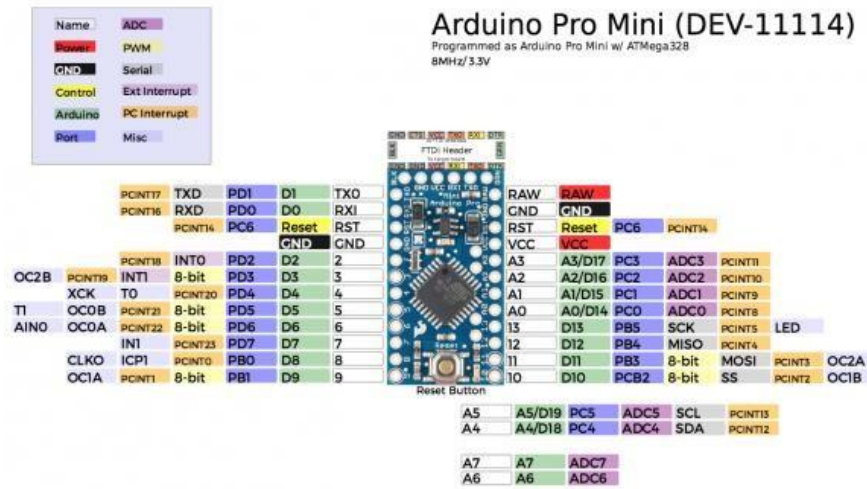 Arduino Pro Mini (DEV-11114)
Programmed as Arduino Pro Mini w/ ATMega328
8MHz/3.3V
Name ADC
Power PWM
GND Serial
Control Ext Interrupt
Arduino PC Interrupt
Port Misc
FTDI Header
PCINT17 TXD PD1 D1 TX0 RAW RAW
PCINT16 RXD PD0 D0 RXI GND GND
PCINT14 PC6 Reset RST RST Reset PC6 PCINT14
GND GND VCC VCC
PCINT18 INT0 PD2 D2 2 A3 A3/D17 PC3 ADC3 PCINT11
OC2B PCINT19 INT1 8-bit PD3 D3 3 A2 A2/D16 PC2 ADC2 PCINT10
XCK T0 PCINT20 PD4 D4 4 A1 A1/D15 PC1 ADC1 PCINT9
T1 OC0B PCINT21 8-bit PD5 D5 5 A0 A0/D14 PC0 ADC0 PCINT8
AIN0 OC0A PCINT22 8-bit PD6 D6 6 13 D13 PB5 SCK PCINT5 LED
IN1 PCINT23 PD7 D7 7 12 D12 PB4 MISO PCINT4
CLKO ICP1 PCINT0 PB0 D8 8 11 D11 PB3 8-bit MOSI PCINT3 OC2A
OC1A PCINT1 8-bit PB1 D9 9 10 D10 PCB2 8-bit SS PCINT2 OC1B
Mini
Arduino Pro
Reset
Reset Button
A5 A5/D19 PC5 ADC5 SCL PCINT13
A4 A4/D18 PC4 ADC4 SDA PCINT12
A7 A7 ADC7
A6 A6 ADC6